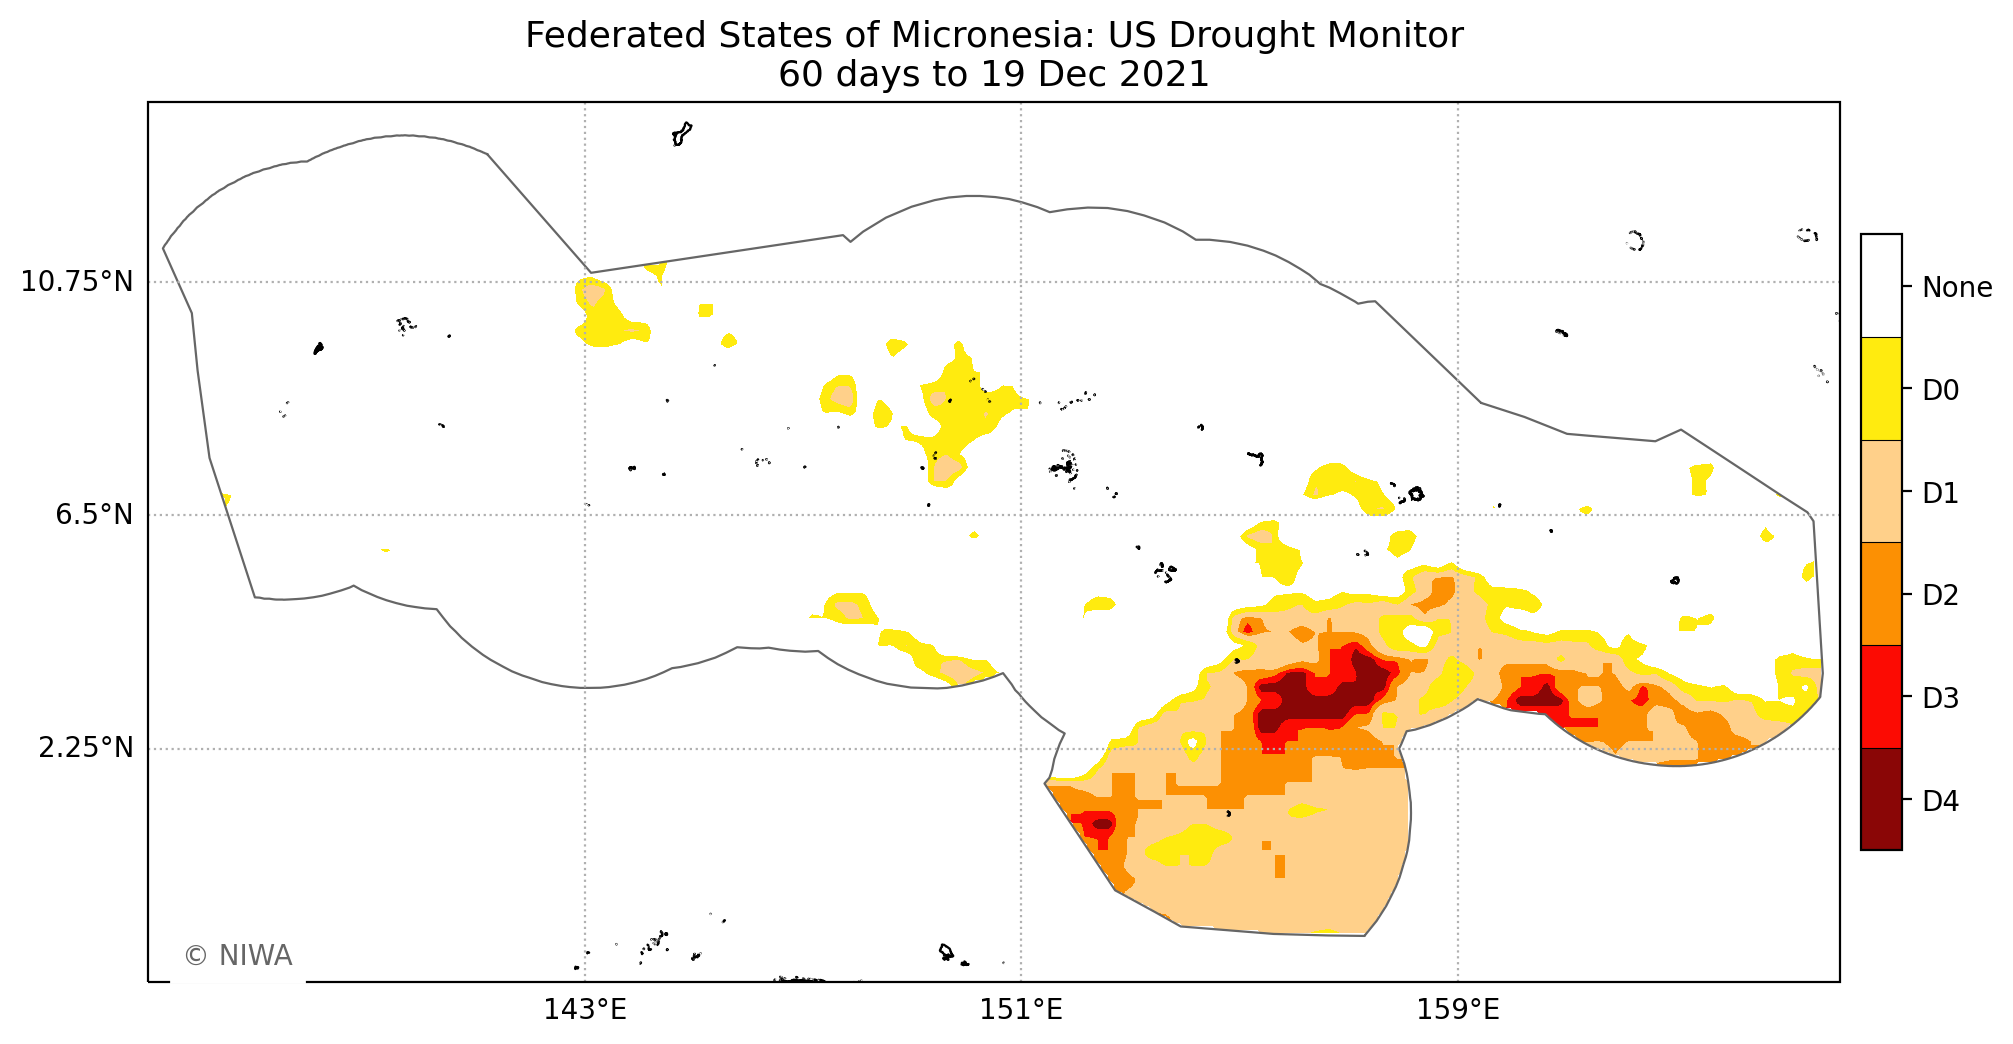 Federated States of Micronesia: US Drought Monitor
60 days to 19 Dec 2021
10.75°N
6.5°N
2.25°N
143°E
151°E
159°E
None
D0
D1
D2
D3
D4
© NIWA